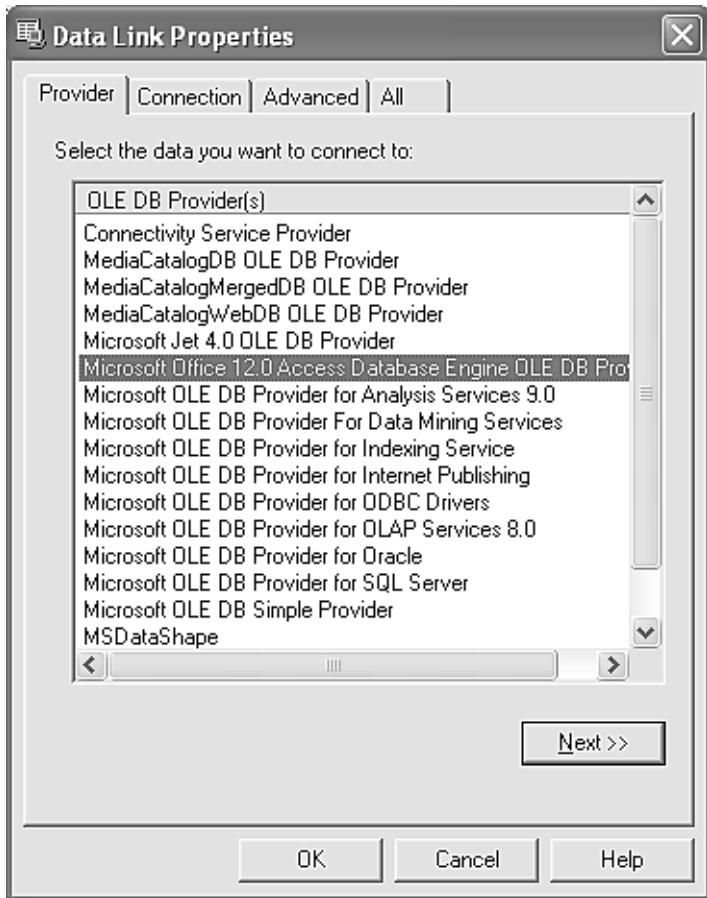 Data Link Properties
Provider Connection Advanced All
Select the data you want to connect to:
OLE DB Provider(s)
Connectivity Service Provider
MediaCatalogDB OLE DB Provider
MediaCatalogMergedDB OLE DB Provider
MediaCatalogWebDB OLE DB Provider
Microsoft Jet 4.0 OLE DB Provider
Microsoft Office 12.0 Access Database Engine OLE DB Pro
Microsoft OLE DB Provider for Analysis Services 9.0
Microsoft OLE DB Provider For Data Mining Services
Microsoft OLE DB Provider for Indexing Service
Microsoft OLE DB Provider for Internet Publishing
Microsoft OLE DB Provider for ODBC Drivers
Microsoft OLE DB Provider for OLAP Services 8.0
Microsoft OLE DB Provider for Oracle
Microsoft OLE DB Provider for SQL Server
Microsoft OLE DB Simple Provider
MSDataShape
Next >>
OK Cancel Help